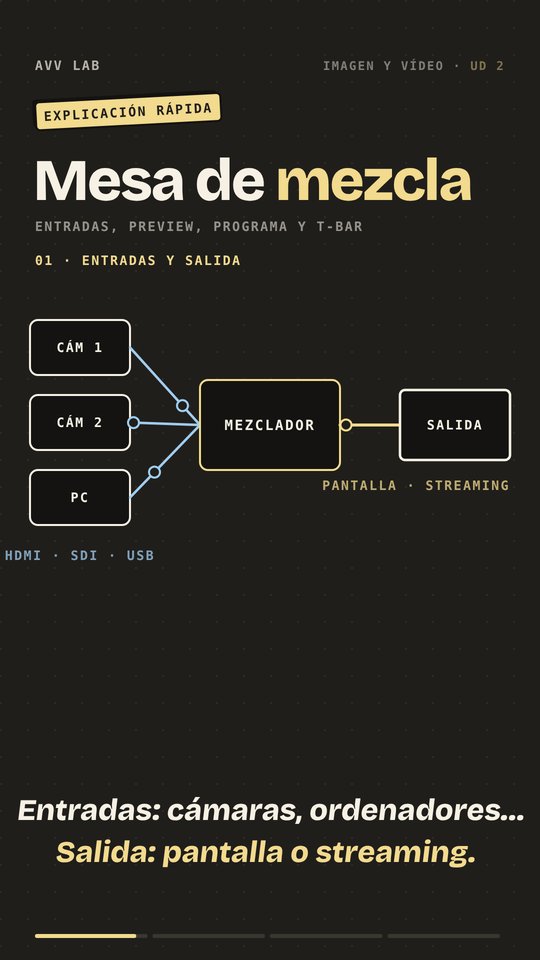 AVV LAB
IMAGEN Y VÍDEO · UD 2
EXPLICACIÓN RÁPIDA
Mesa de mezcla
ENTRADAS, PREVIEW, PROGRAMA Y T-BAR
01 · ENTRADAS Y SALIDA
CÁM 1
CÁM 2
PC
MEZCLADOR
SALIDA
PANTALLA · STREAMING
HDMI · SDI · USB
Entradas: cámaras, ordenadores...
Salida: pantalla o streaming.